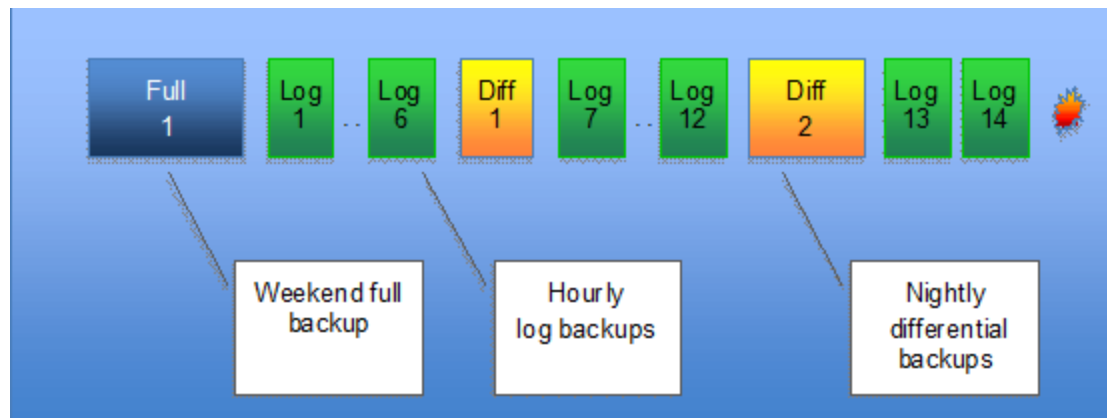 Full
1
Log
1
. .
Log
6
Diff
1
Log
7
..
Log
12
Diff
2
Log
13
Log
14
Weekend full
backup
Hourly
log backups
Nightly
differential
backups